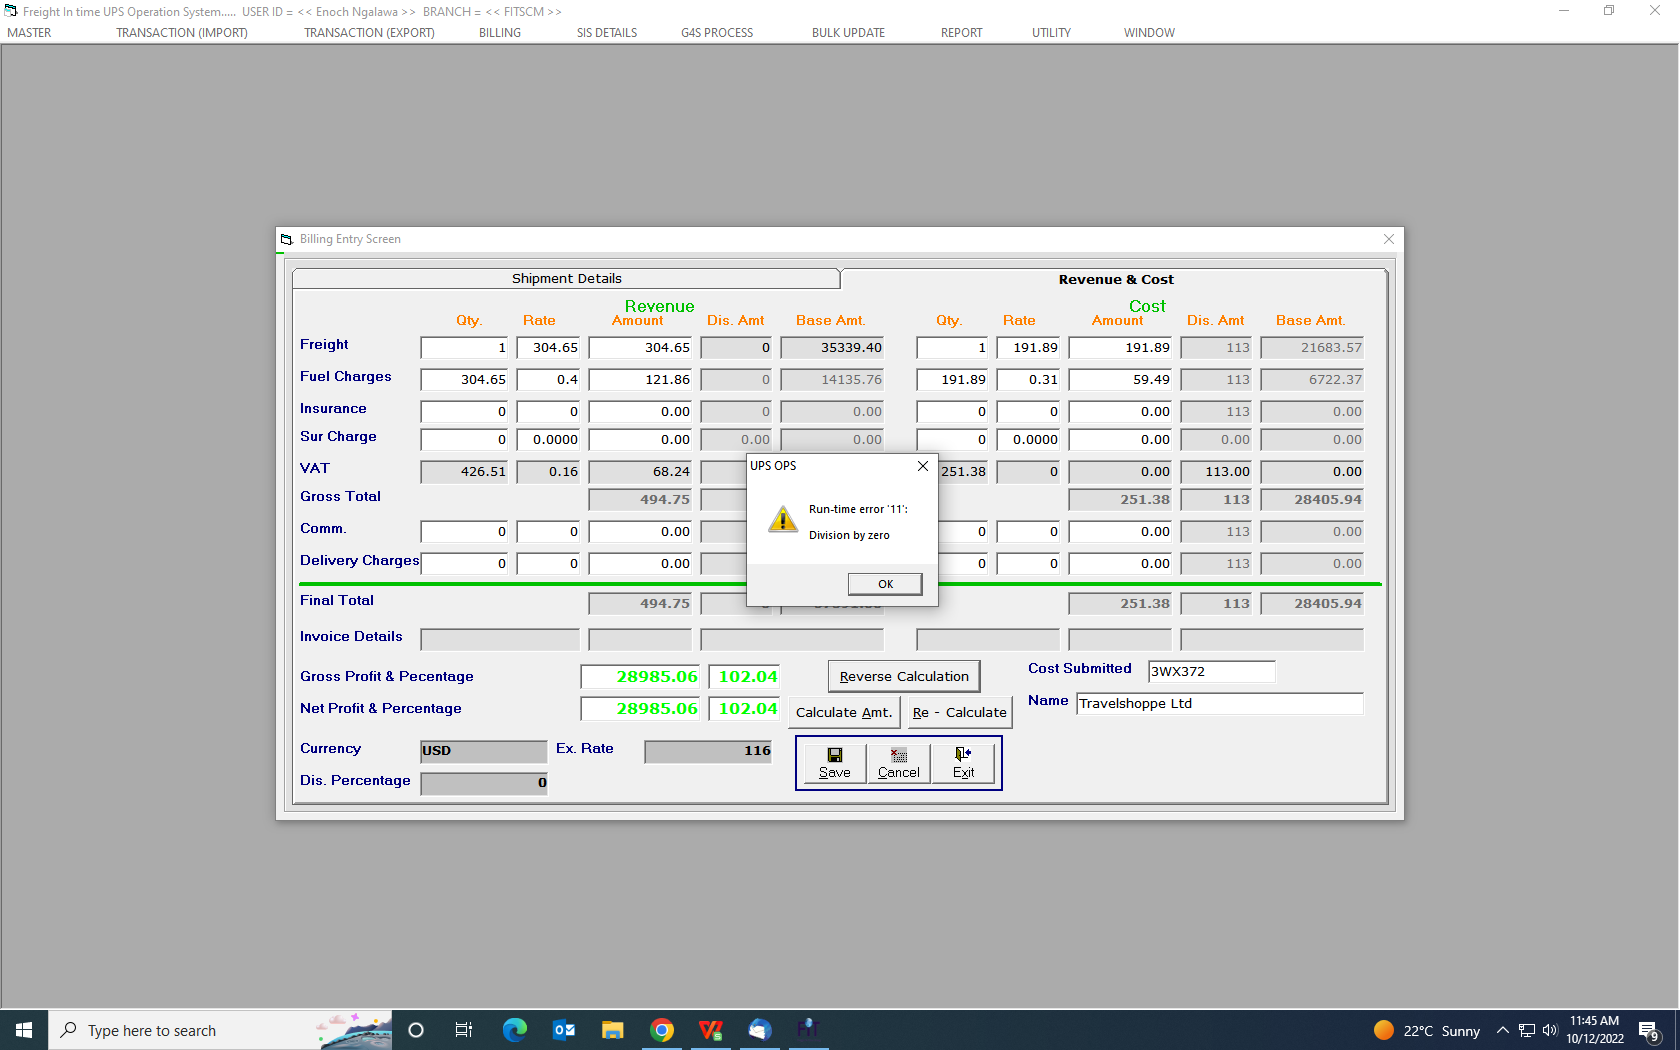 Freight In time UPS Operation System..... USER ID = << Enoch Ngalawa >> BRANCH = << FITSCM >>
MASTER TRANSACTION (IMPORT) TRANSACTION (EXPORT) BILLING SIS DETAILS G4S PROCESS BULK UPDATE REPORT UTILITY WINDOW
Billing Entry Screen
Shipment Details Revenue & Cost
Revenue Cost
Qty. Rate Amount Dis. Amt Base Amt. Qty. Rate Amount Dis. Amt Base Amt.
Freight 1 304.65 304.65 0 35339.40 1 191.89 191.89 113 21683.57
Fuel Charges 304.65 0.4 121.86 0 14135.76 191.89 0.31 59.49 113 6722.37
Insurance 0 0 0.00 0 0.00 0 0 0.00 113 0.00
Sur Charge 0 0.0000 0.00 0.00 0.00 0 0.0000 0.00 0.00 0.00
VAT 426.51 0.16 68.24 251.38 0 0.00 113.00 0.00
Gross Total 494.75 251.38 113 28405.94
Comm. 0 0 0.00 0 0 0.00 113 0.00
Delivery Charges 0 0 0.00 0 0 0.00 113 0.00
UPS OPS
Run-time error '11':
Division by zero
OK
Final Total 494.75 251.38 113 28405.94
Invoice Details
Gross Profit & Pecentage 28985.06 102.04 Reverse Calculation Cost Submitted 3WX372
Net Profit & Percentage 28985.06 102.04 Calculate Amt. Re - Calculate Name Travelshoppe Ltd
Currency USD Ex. Rate 116
Save Cancel Exit
Dis. Percentage 0
Type here to search
22°C Sunny
11:45 AM
10/12/2022
9